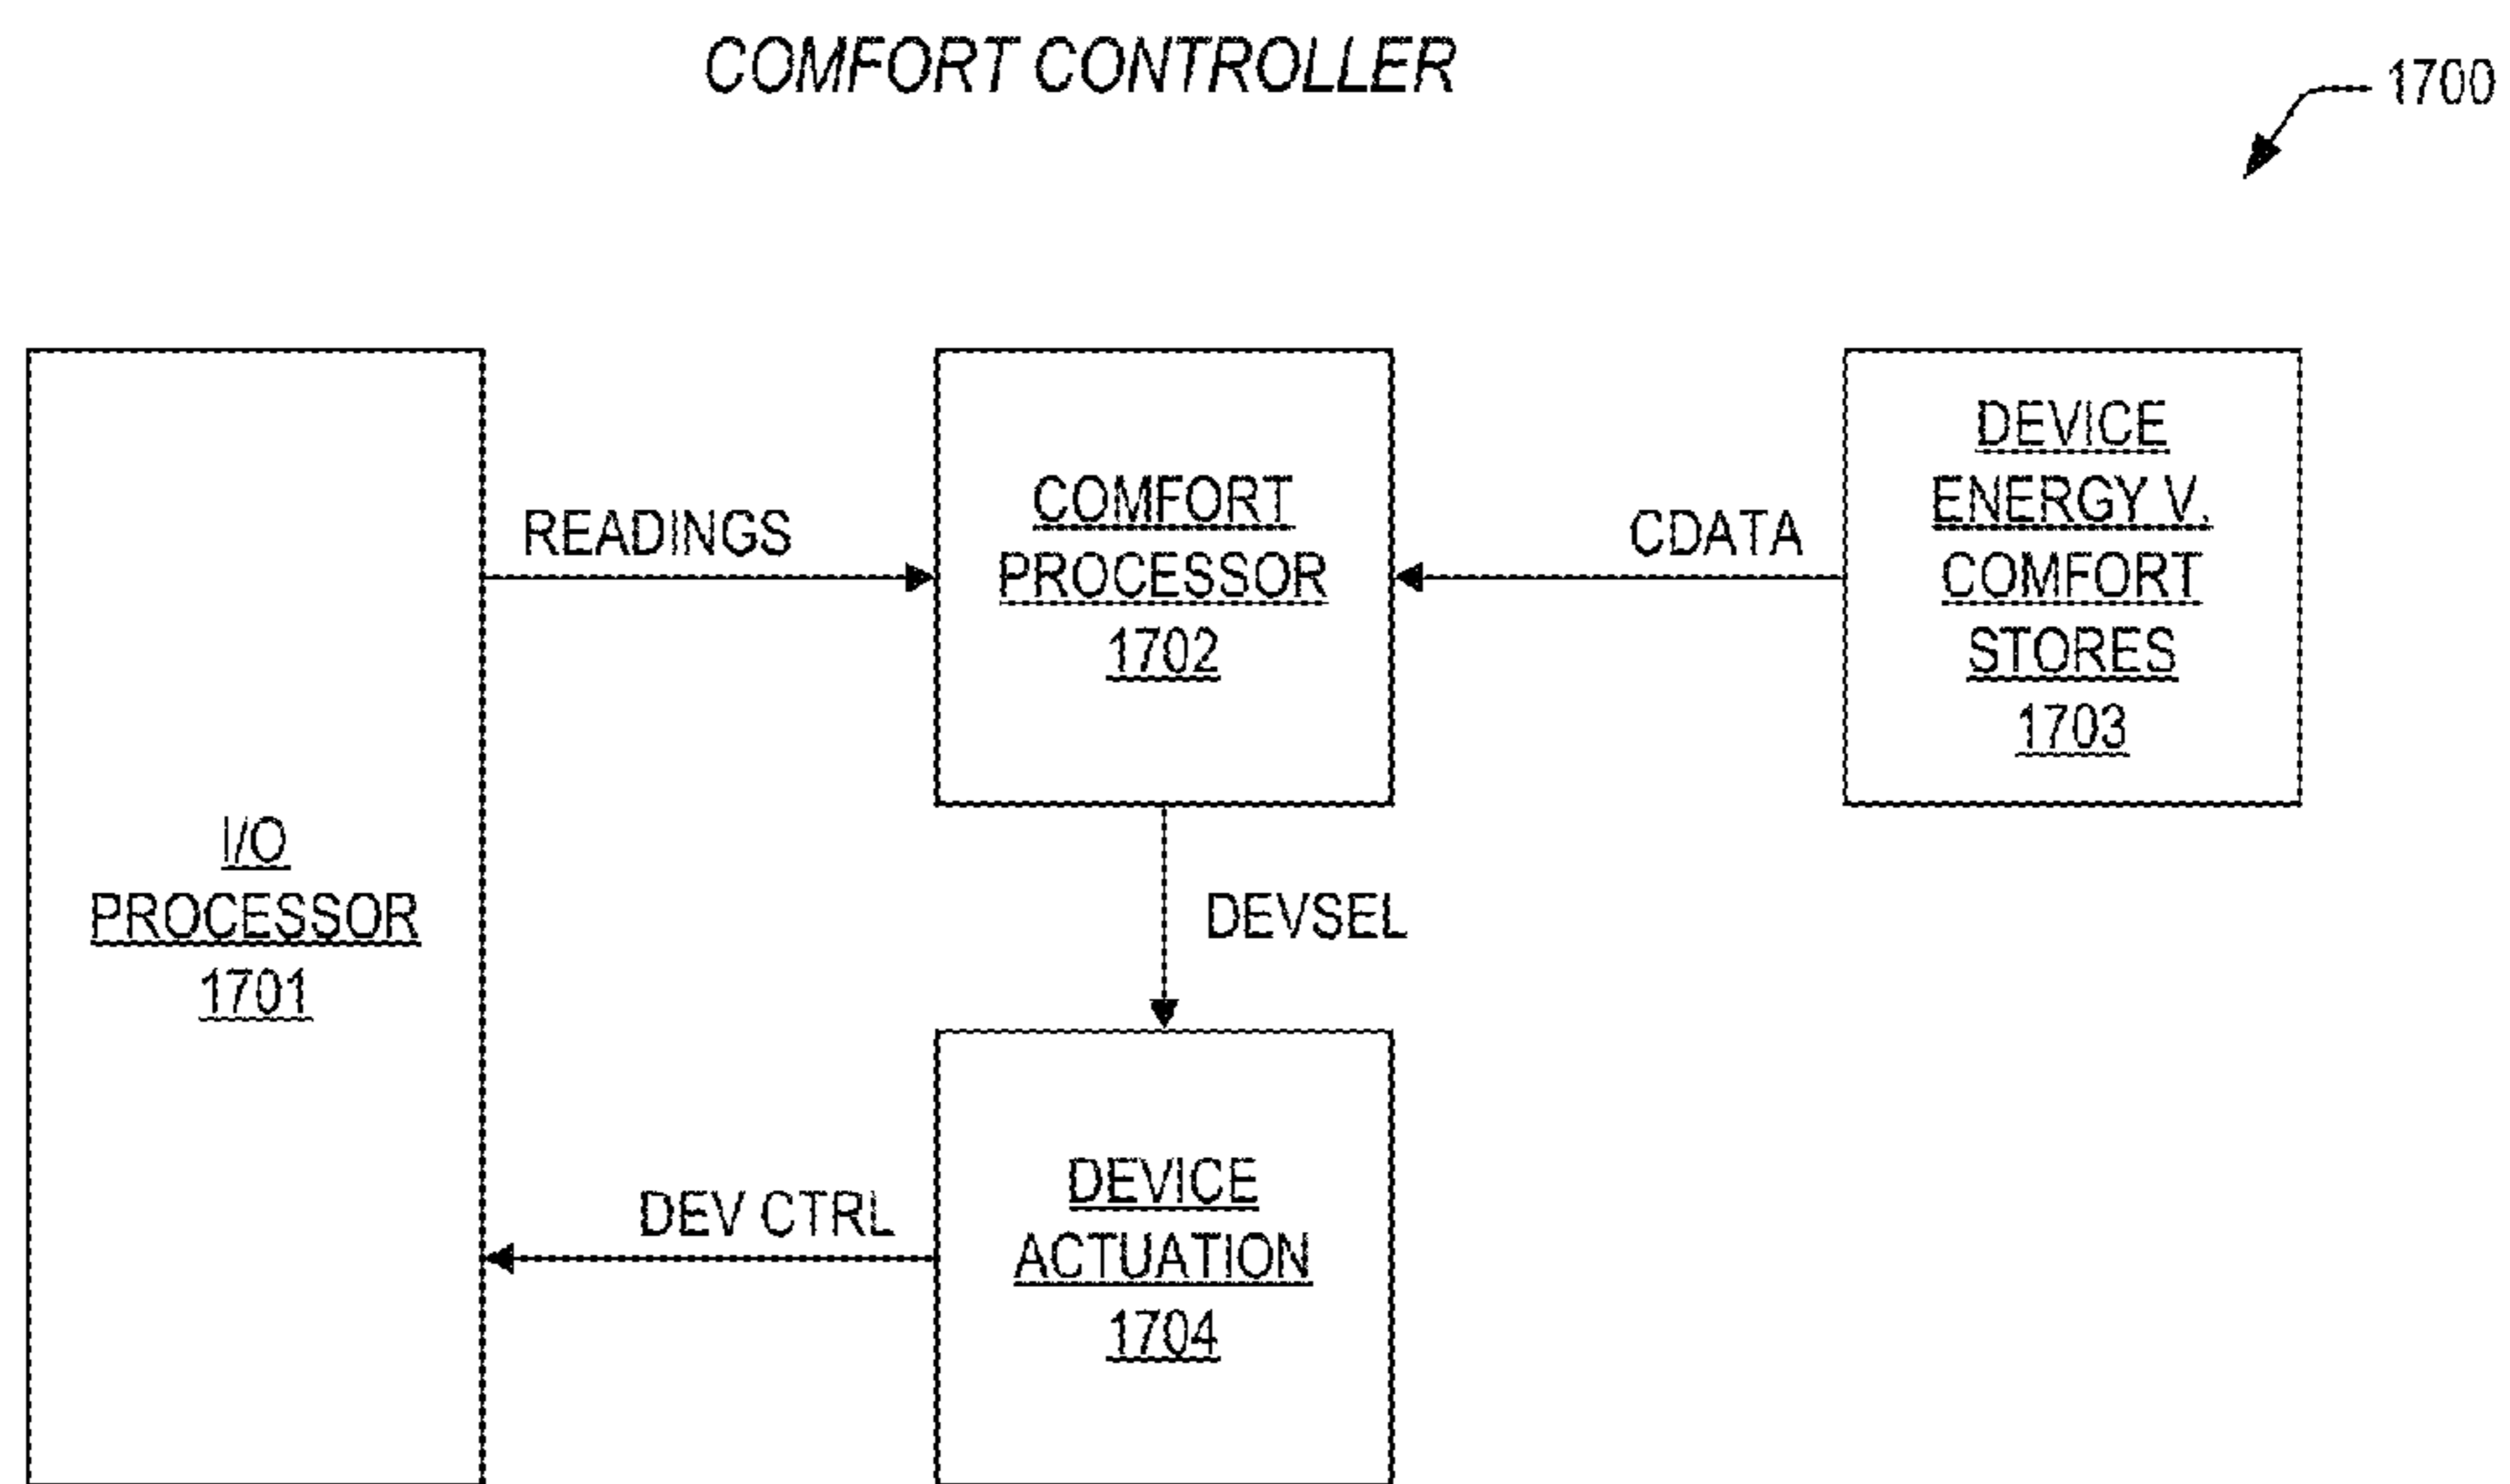 COMFORT CONTROLLER
1700
I/O
PROCESSOR
1701
READINGS
COMFORT
PROCESSOR
1702
CDATA
DEVICE
ENERGY V.
COMFORT
STORES
1703
DEVSEL
DEV CTRL
DEVICE
ACTUATION
1704